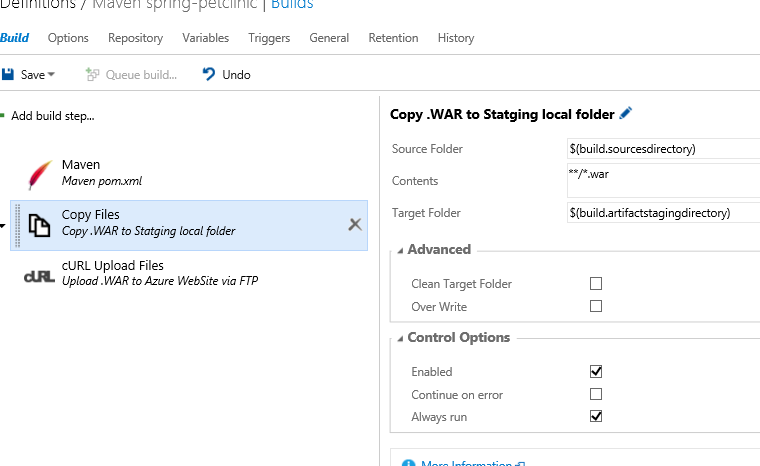 Definitions / Maven spring-petclinic | Builds
Build Options Repository Variables Triggers General Retention History
Save Queue build... Undo
Add build step...
Maven
Maven pom.xml
Copy Files
Copy .WAR to Statging local folder
cURL Upload Files
Upload .WAR to Azure WebSite via FTP
Copy .WAR to Statging local folder
Source Folder $(build.sourcesdirectory)
Contents **/*.war
Target Folder $(build.artifactstagingdirectory)
Advanced
Clean Target Folder
Over Write
Control Options
Enabled
Continue on error
Always run
More Information